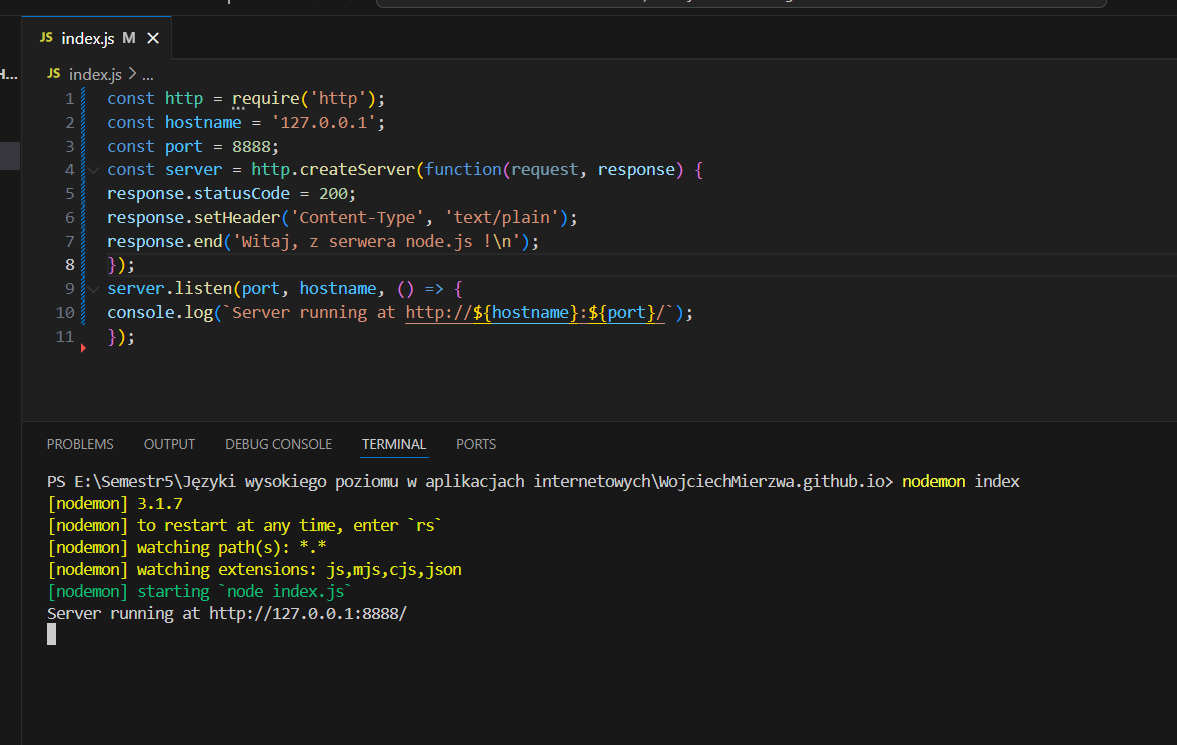 JS index.js M ×
H...
JS index.js > ...
1 const http = require('http');
2 const hostname = '127.0.0.1';
3 const port = 8888;
4 const server = http.createServer(function(request, response) {
5 response.statusCode = 200;
6 response.setHeader('Content-Type', 'text/plain');
7 response.end('Witaj, z serwera node.js !\n');
8 });
9 server.listen(port, hostname, () => {
10 console.log(`Server running at http://${hostname}:${port}/`);
11 });
PROBLEMS OUTPUT DEBUG CONSOLE TERMINAL PORTS
PS E:\Semestr5\Języki wysokiego poziomu w aplikacjach internetowych\WojciechMierzwa.github.io> nodemon index
[nodemon] 3.1.7
[nodemon] to restart at any time, enter `rs`
[nodemon] watching path(s): *.*
[nodemon] watching extensions: js,mjs,cjs,json
[nodemon] starting `node index.js`
Server running at http://127.0.0.1:8888/